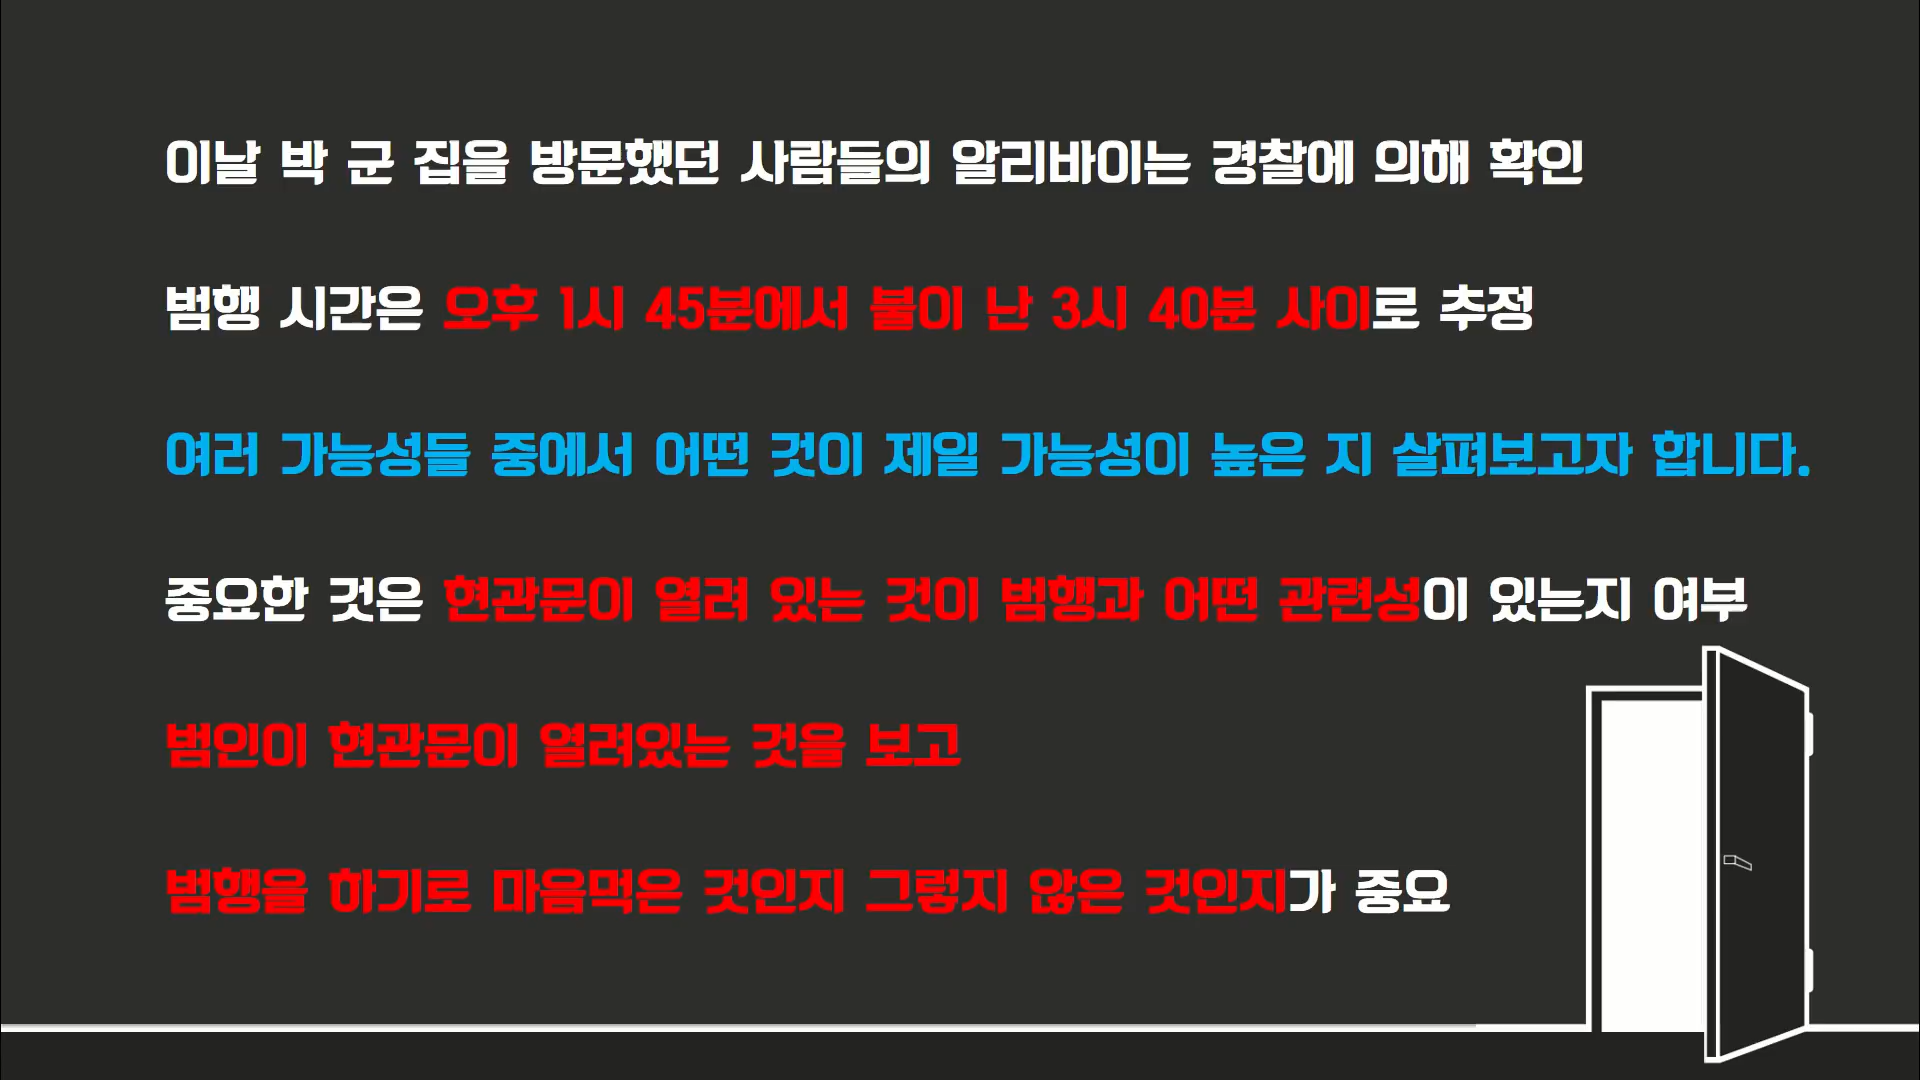 이날 박 군 집을 방문했던 사람들의 알리바이는 경찰에 의해 확인
범행 시간은 오후 1시 45분에서 불이 난 3시 40분 사이로 추정
여러 가능성들 중에서 어떤 것이 제일 가능성이 높은 지 살펴보고자 합니다.
중요한 것은 현관문이 열려 있는 것이 범행과 어떤 관련성이 있는지 여부
범인이 현관문이 열려있는 것을 보고
범행을 하기로 마음먹은 것인지 그렇지 않은 것인지가 중요